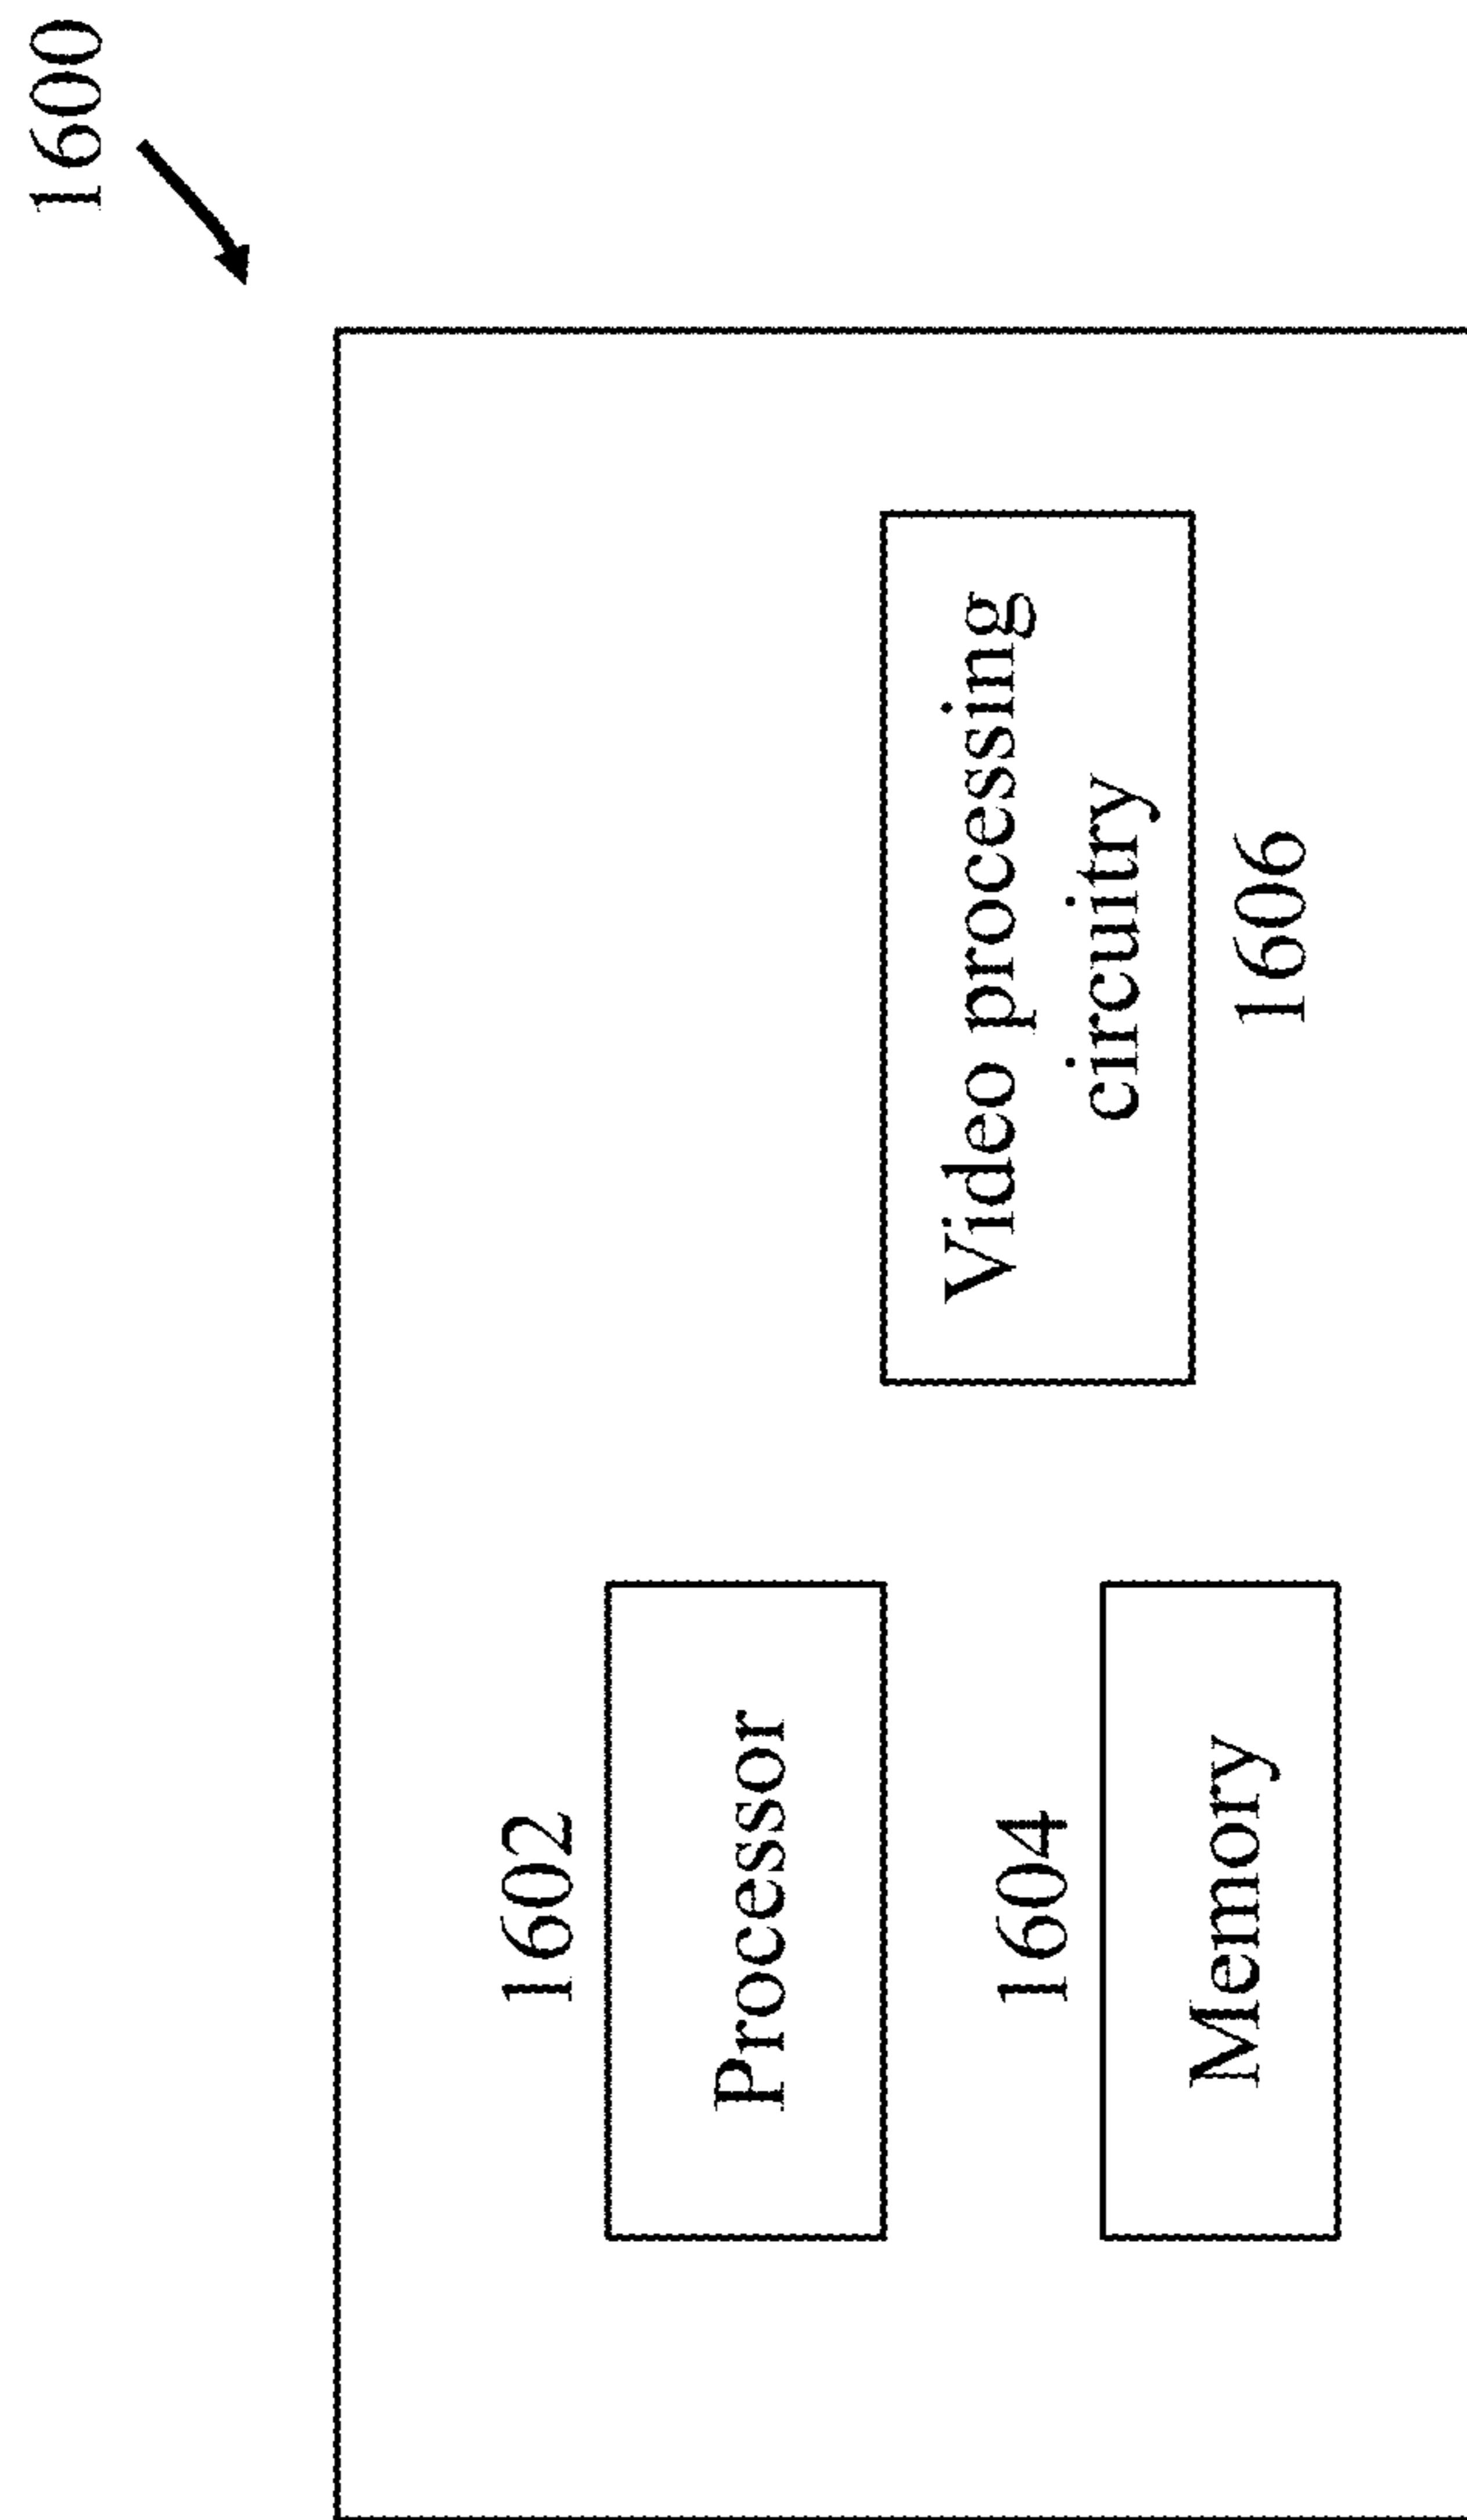 1600
1602
Processor
1604
Memory
Video processing
circuitry
1606